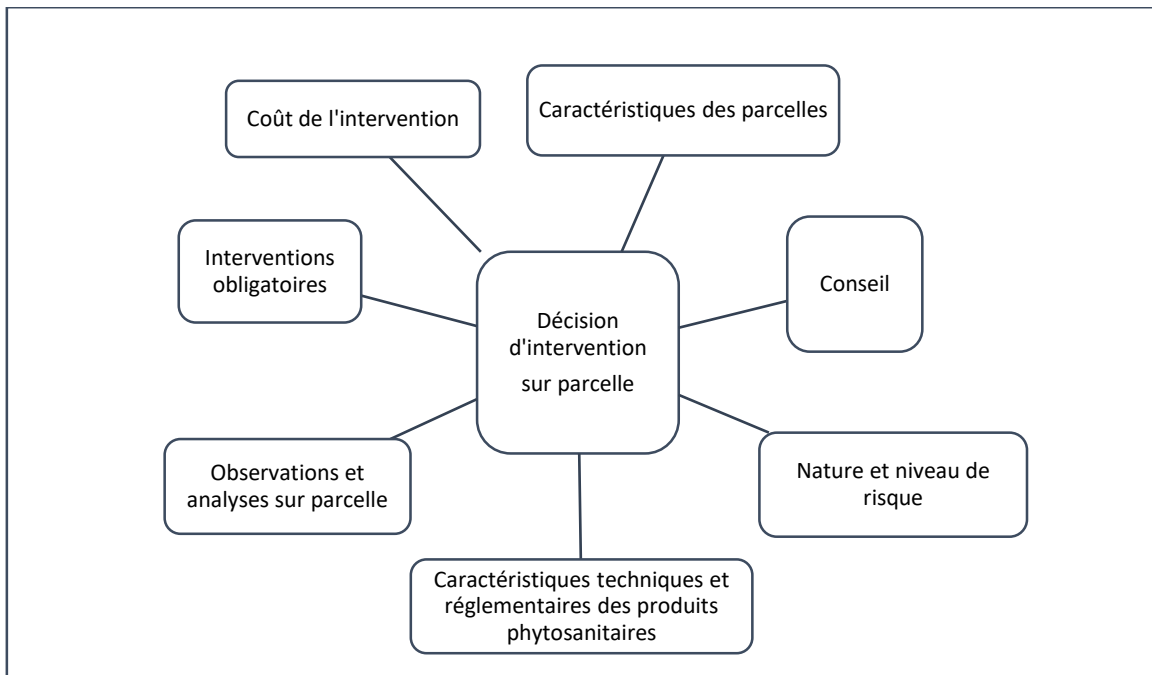 Coût de l'intervention
Caractéristiques des parcelles
Interventions
obligatoires
Conseil
Décision
d'intervention
sur parcelle
Observations et
analyses sur parcelle
Nature et niveau de
risque
Caractéristiques techniques et
réglementaires des produits
phytosanitaires